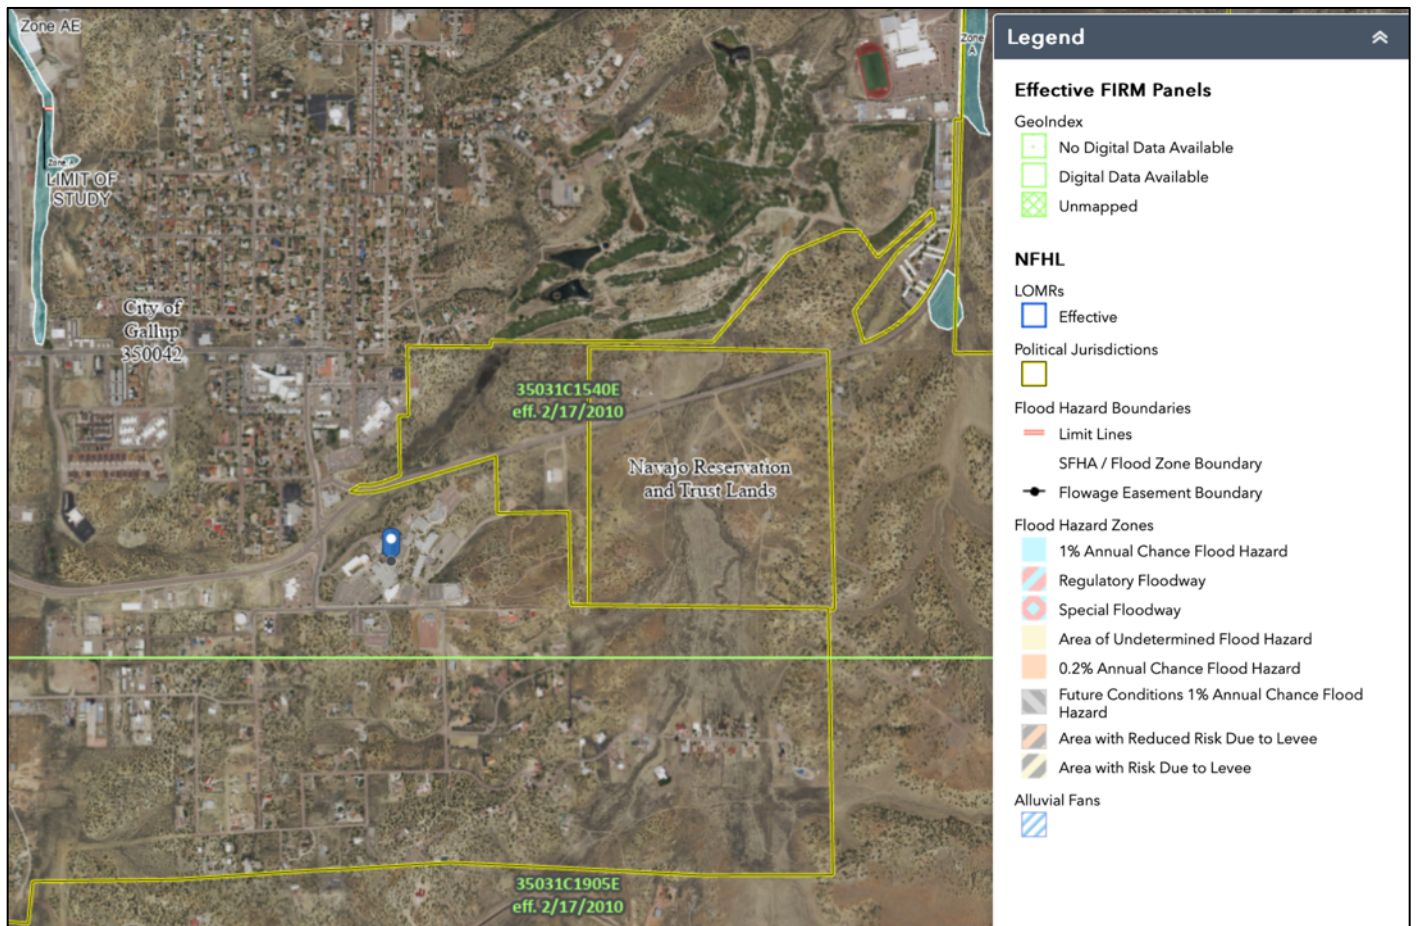 Zone AE
Zone A
LIMIT OF
STUDY
City of
Gallup
350042
Zone
A
35031C1540E
eff. 2/17/2010
Navajo Reservation
and Trust Lands
35031C1905E
eff. 2/17/2010
Legend
Effective FIRM Panels
GeoIndex
No Digital Data Available
Digital Data Available
Unmapped
NFHL
LOMRs
Effective
Political Jurisdictions
Flood Hazard Boundaries
Limit Lines
SFHA / Flood Zone Boundary
Flowage Easement Boundary
Flood Hazard Zones
1% Annual Chance Flood Hazard
Regulatory Floodway
Special Floodway
Area of Undetermined Flood Hazard
0.2% Annual Chance Flood Hazard
Future Conditions 1% Annual Chance Flood
Hazard
Area with Reduced Risk Due to Levee
Area with Risk Due to Levee
Alluvial Fans